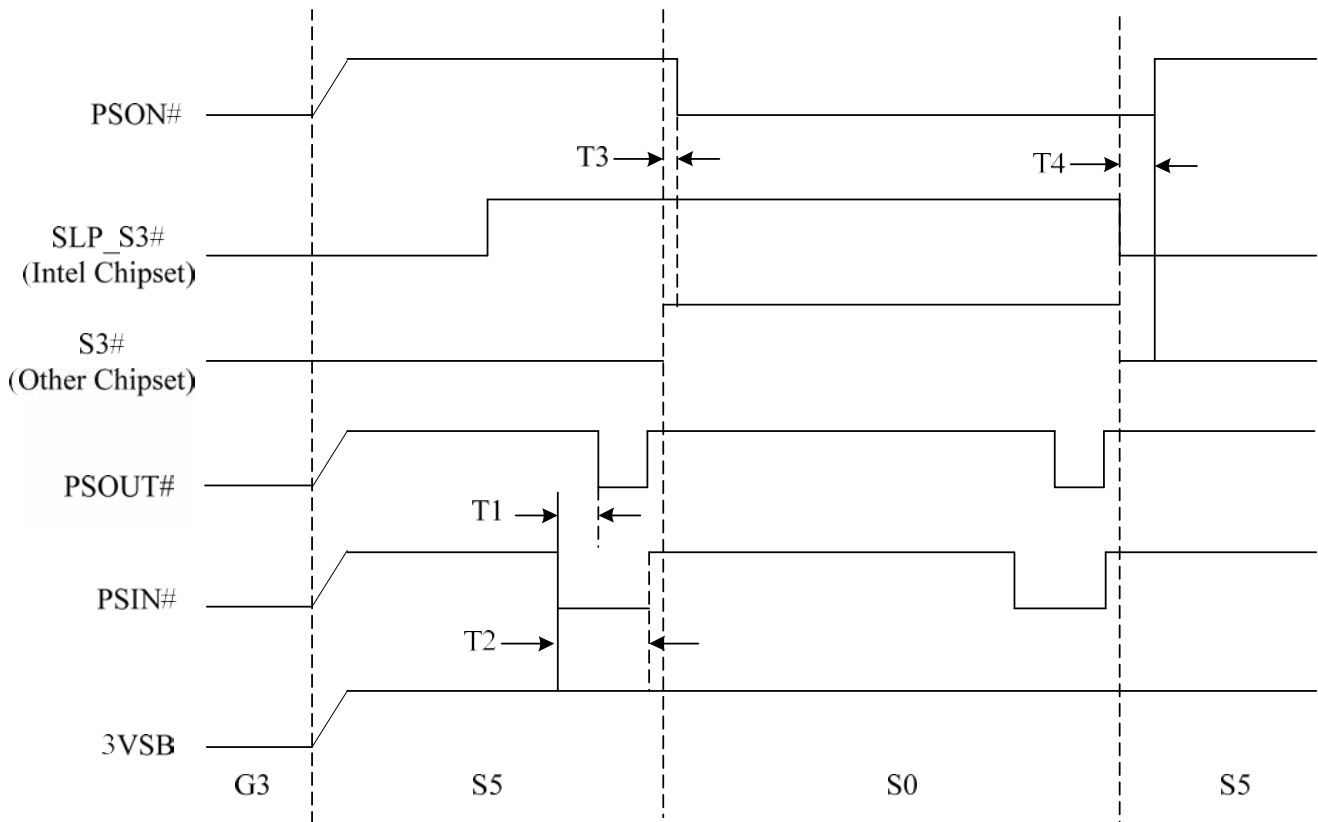 PSON#
T3
T4
SLP_S3#
(Intel Chipset)
S3#
(Other Chipset)
PSOUT#
T1
PSIN#
T2
3VSB
G3
S5
S0
S5